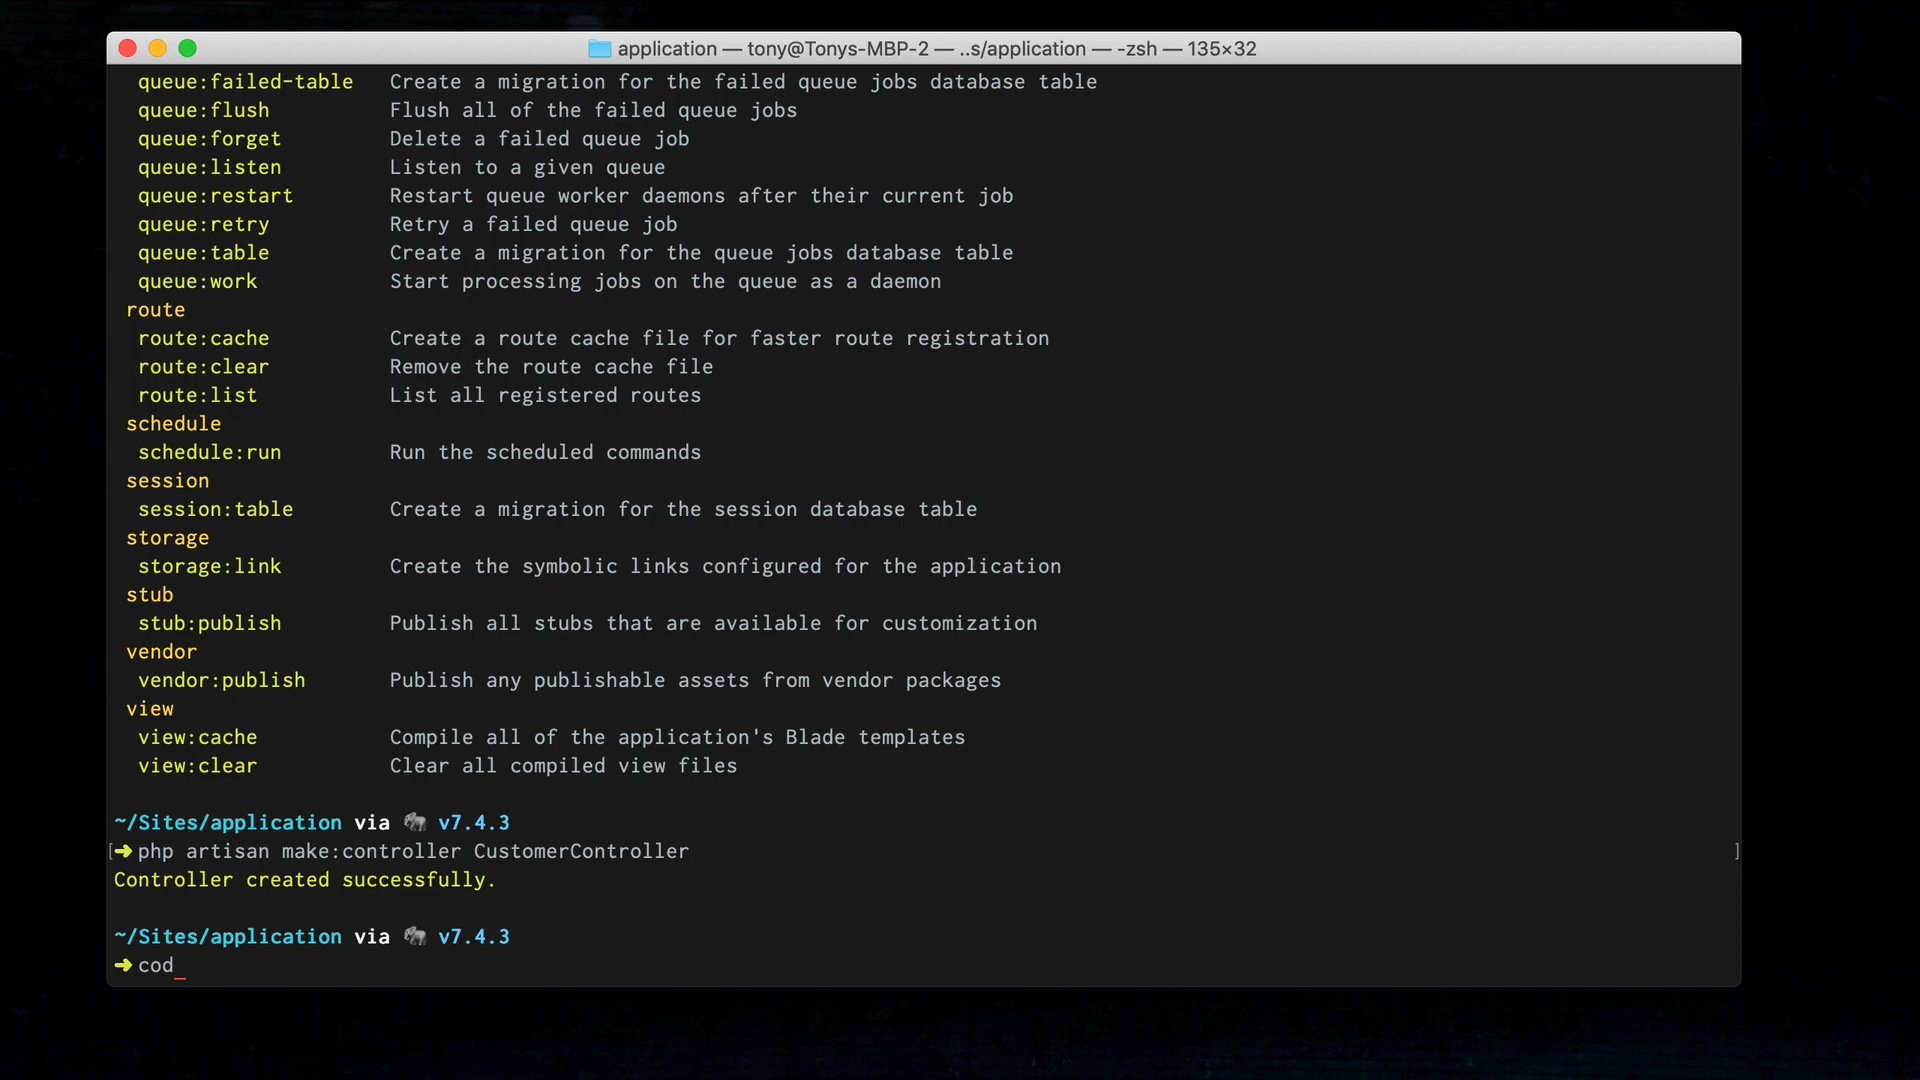 application — tony@Tonys-MBP-2 — ..s/application — -zsh — 135×32
queue:failed-table Create a migration for the failed queue jobs database table
queue:flush Flush all of the failed queue jobs
queue:forget Delete a failed queue job
queue:listen Listen to a given queue
queue:restart Restart queue worker daemons after their current job
queue:retry Retry a failed queue job
queue:table Create a migration for the queue jobs database table
queue:work Start processing jobs on the queue as a daemon
route
route:cache Create a route cache file for faster route registration
route:clear Remove the route cache file
route:list List all registered routes
schedule
schedule:run Run the scheduled commands
session
session:table Create a migration for the session database table
storage
storage:link Create the symbolic links configured for the application
stub
stub:publish Publish all stubs that are available for customization
vendor
vendor:publish Publish any publishable assets from vendor packages
view
view:cache Compile all of the application's Blade templates
view:clear Clear all compiled view files
~/Sites/application via 🐘 v7.4.3
[➜ php artisan make:controller CustomerController ]
Controller created successfully.
~/Sites/application via 🐘 v7.4.3
➜ cod_